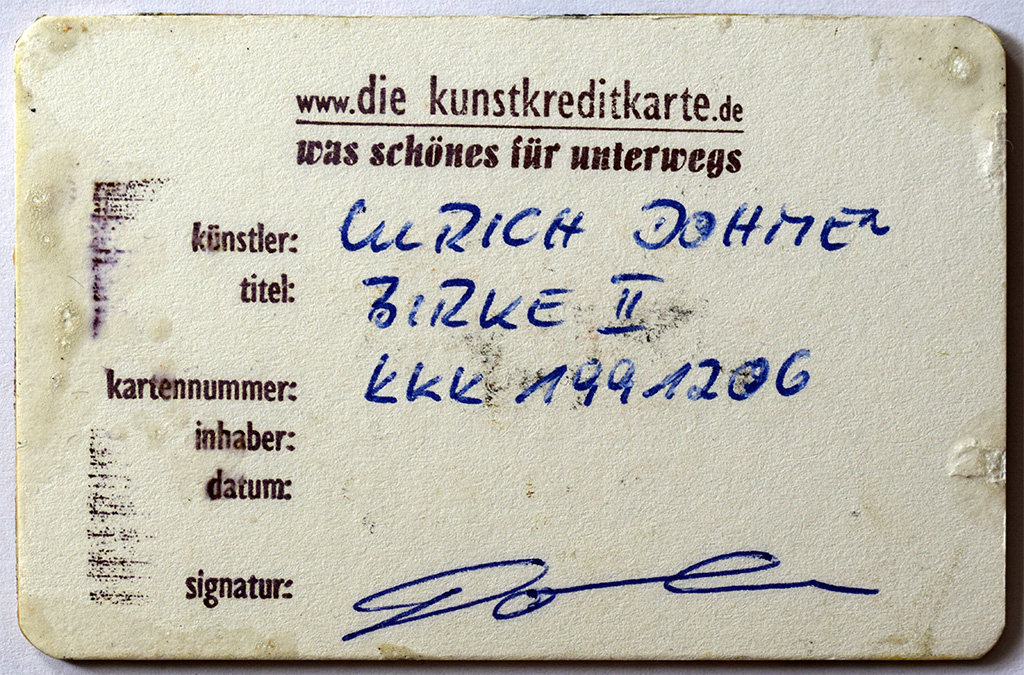 www.die kunstkreditkarte.de
was schönes für unterwegs
künstler: ULRICH DOHMEN
titel: BIRKE II
kartennummer: KKK 1991206
inhaber:
datum:
signatur: